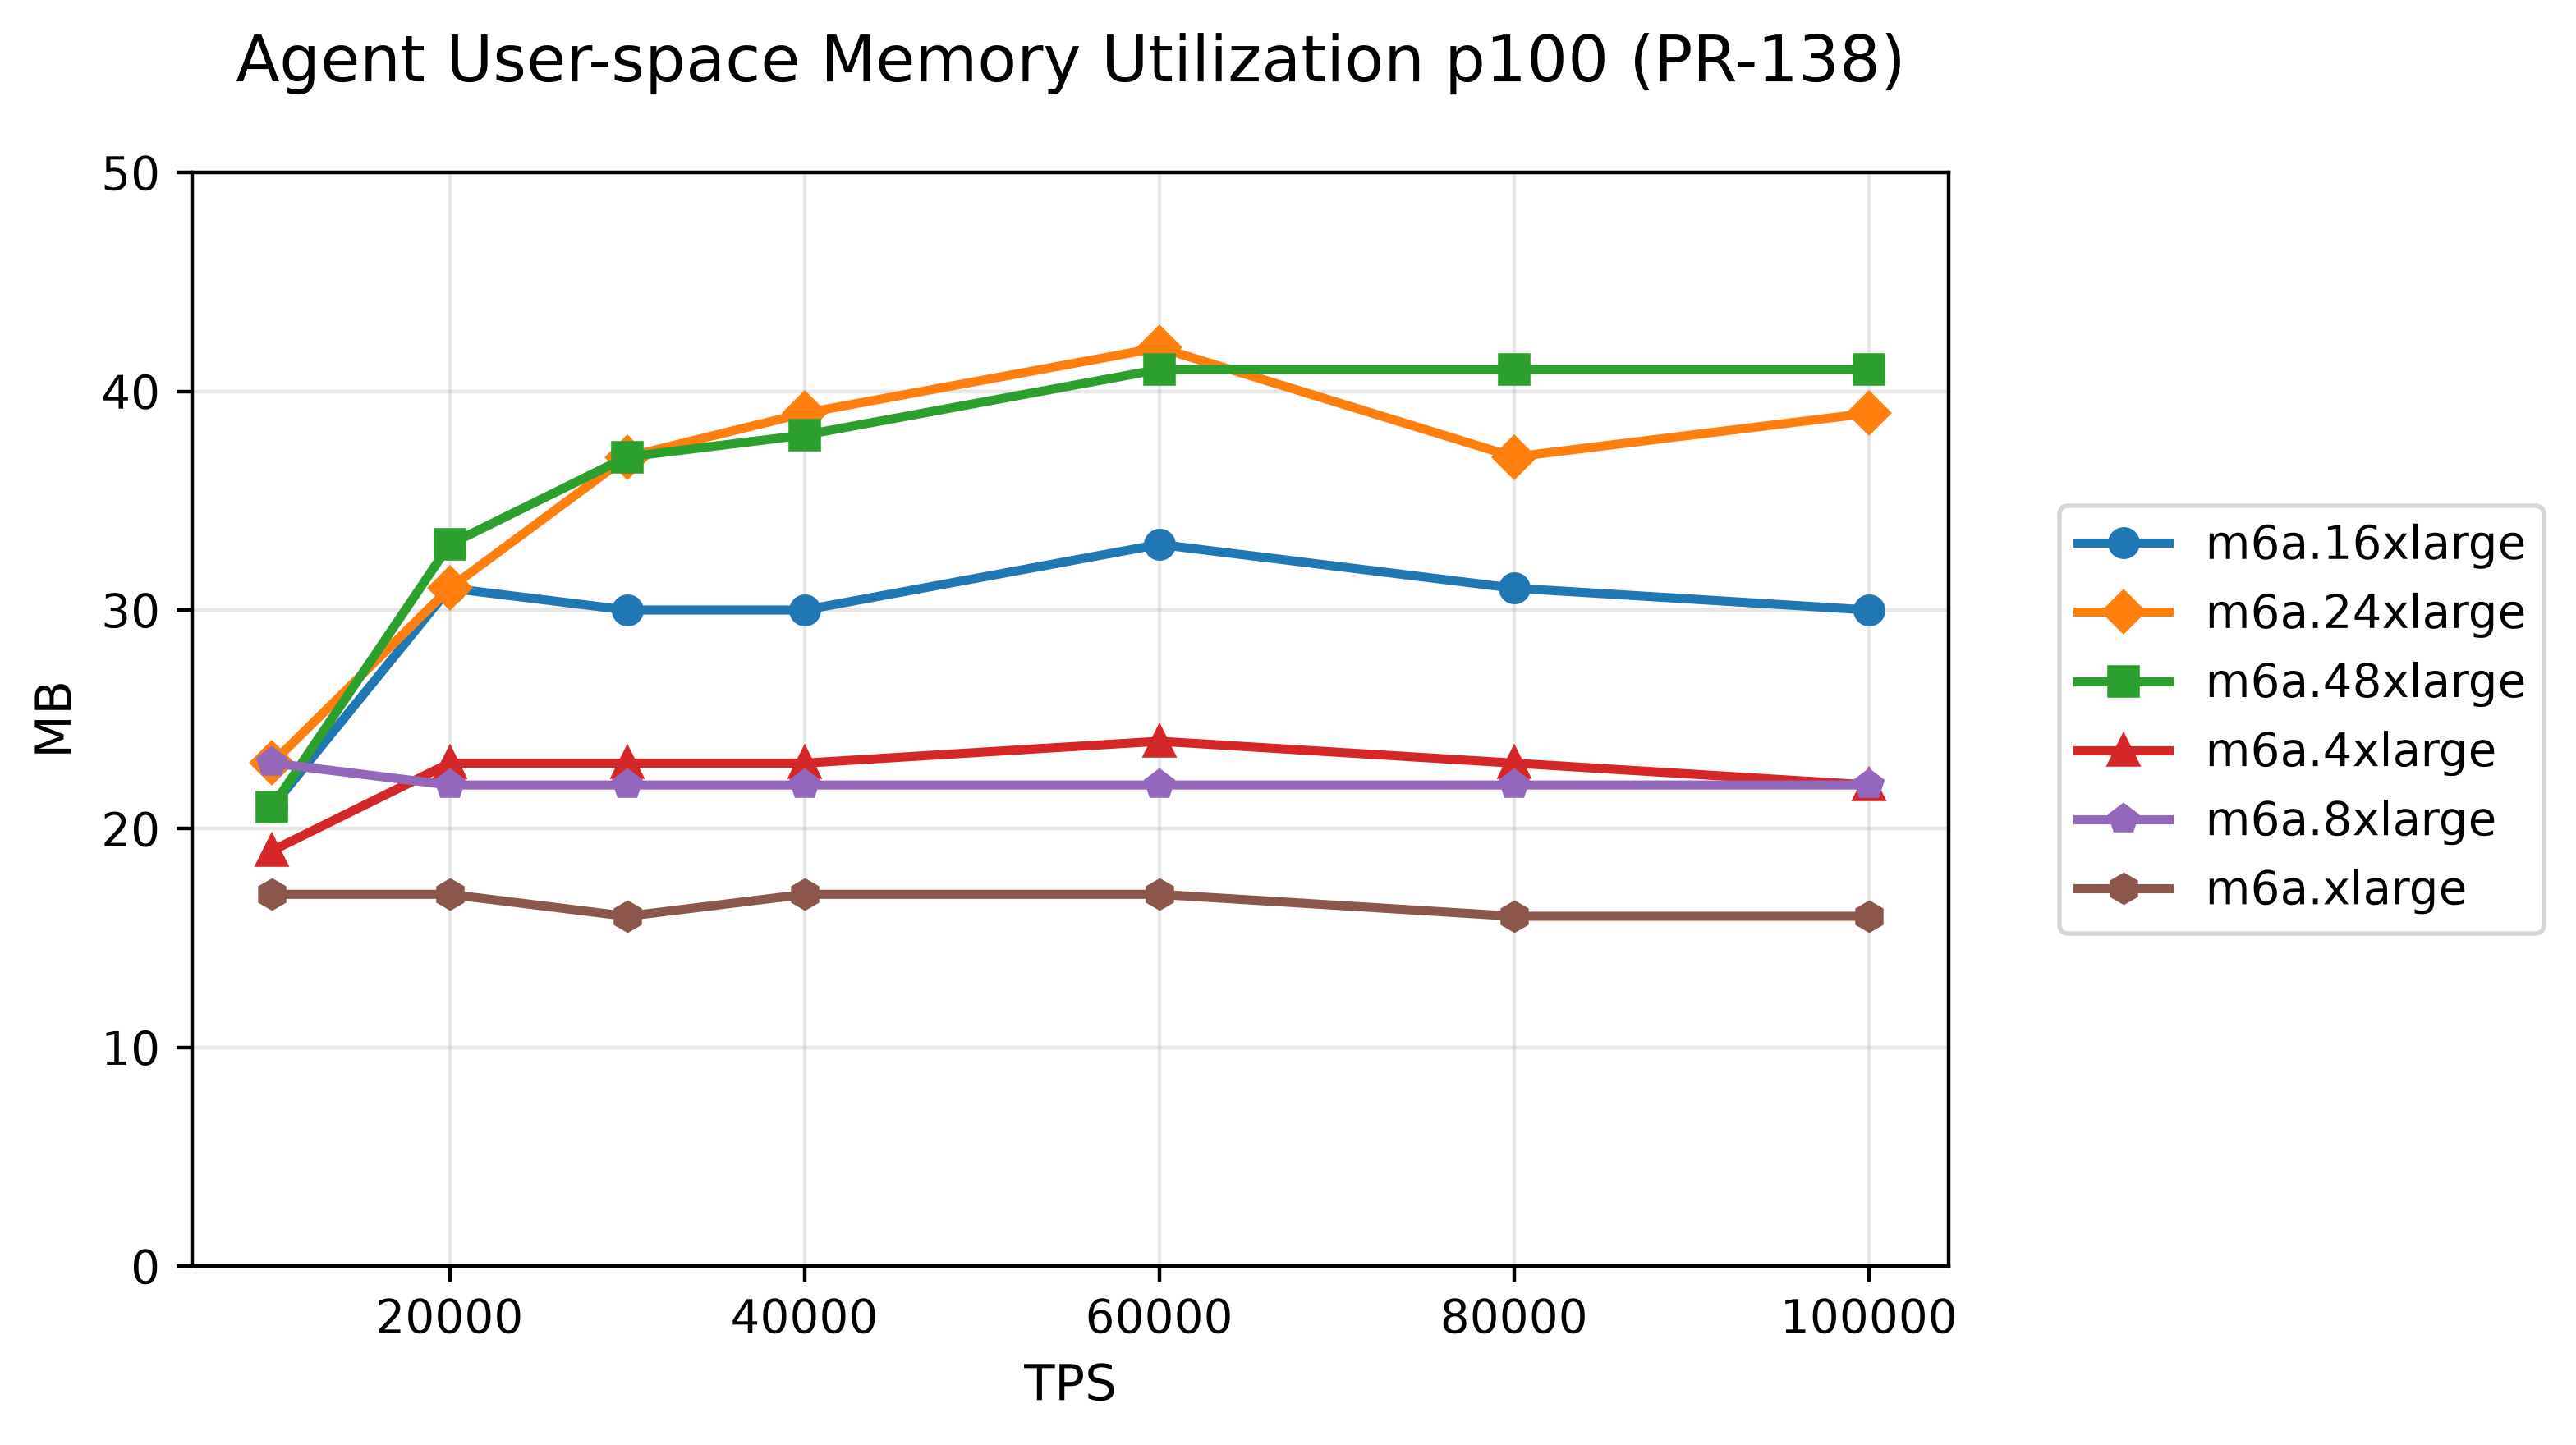 Agent User-space Memory Utilization p100 (PR-138)
50
40
30
20
10
0
MB
20000
40000
60000
80000
100000
TPS
m6a.16xlarge
m6a.24xlarge
m6a.48xlarge
m6a.4xlarge
m6a.8xlarge
m6a.xlarge